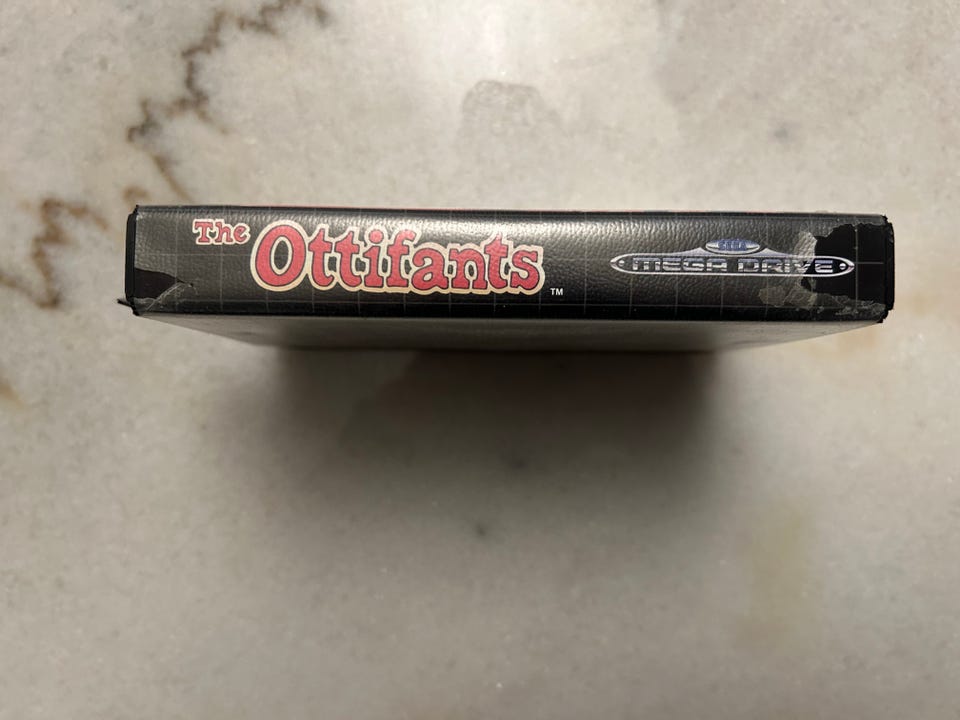 The Ottifants TM
SEGA
MEGA DRIVE